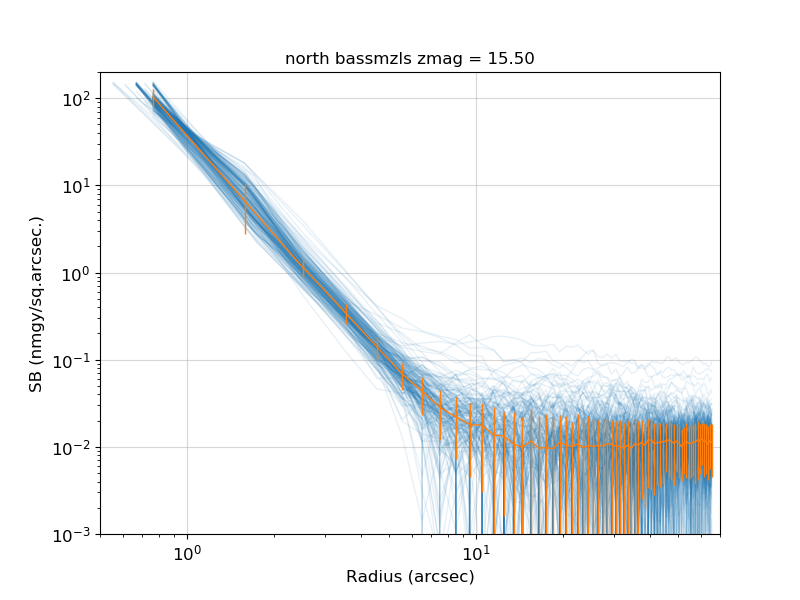 north bassmzls zmag = 15.50
SB (nmgy/sq.arcsec.)
10²
10¹
10⁰
10⁻¹
10⁻²
10⁻³
10⁰ 10¹
Radius (arcsec)